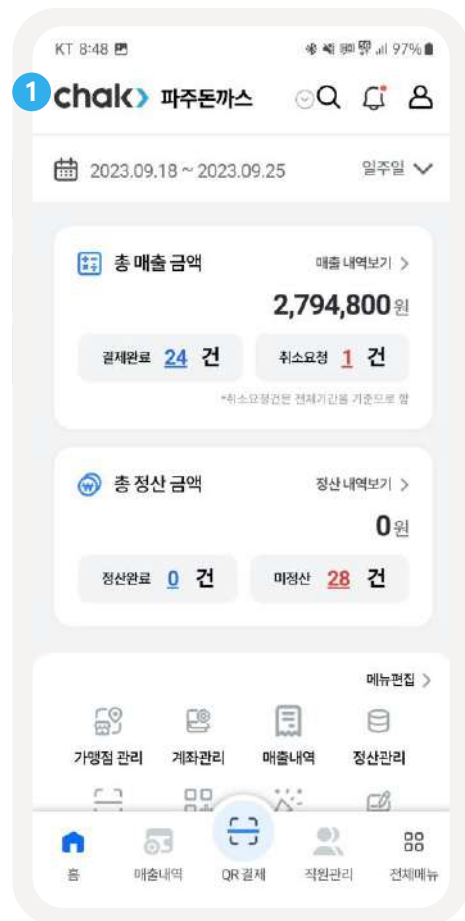 KT 8:48 97%
1
chak 파주돈까스
2023.09.18 ~ 2023.09.25 일주일
총 매출 금액 매출 내역보기 >
2,794,800원
결제완료 24 건 취소요청 1 건
*취소요청건은 전체기간을 기준으로 함
총 정산 금액 정산 내역보기 >
0원
정산완료 0 건 미정산 28 건
메뉴편집 >
가맹점 관리 계좌관리 매출내역 정산관리
홈 매출내역 QR 결제 직원관리 전체메뉴